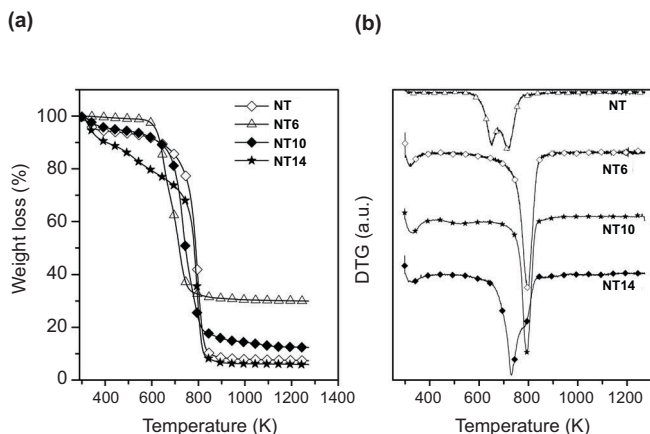 (a)
(b)
NT
NT6
NT10
NT14
100
80
60
40
20
0
Weight loss (%)
400
600
800
1000
1200
1400
Temperature (K)
NT
NT6
NT10
NT14
DTG (a.u.)
400
600
800
1000
1200
Temperature (K)